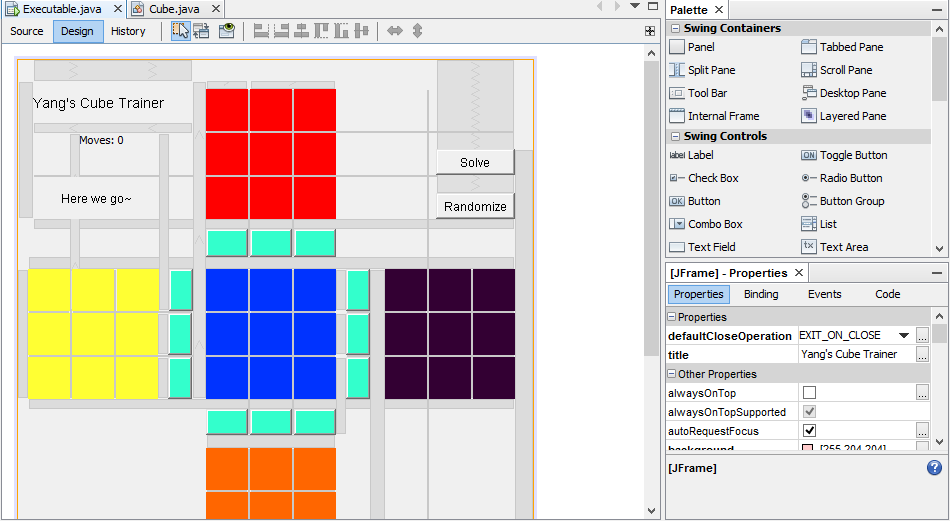 Executable.java
Cube.java
Source
Design
History
Yang's Cube Trainer
Moves: 0
Here we go~
Solve
Randomize
Palette
Swing Containers
Panel
Tabbed Pane
Split Pane
Scroll Pane
Tool Bar
Desktop Pane
Internal Frame
Layered Pane
Swing Controls
label Label
ON Toggle Button
Check Box
Radio Button
OK Button
Button Group
Combo Box
List
Text Field
tx Text Area
[JFrame] - Properties
Properties
Binding
Events
Code
Properties
defaultCloseOperation
EXIT_ON_CLOSE
...
title
Yang's Cube Trainer
...
Other Properties
alwaysOnTop
...
alwaysOnTopSupported
autoRequestFocus
...
background
[255,204,204]
[JFrame]
?